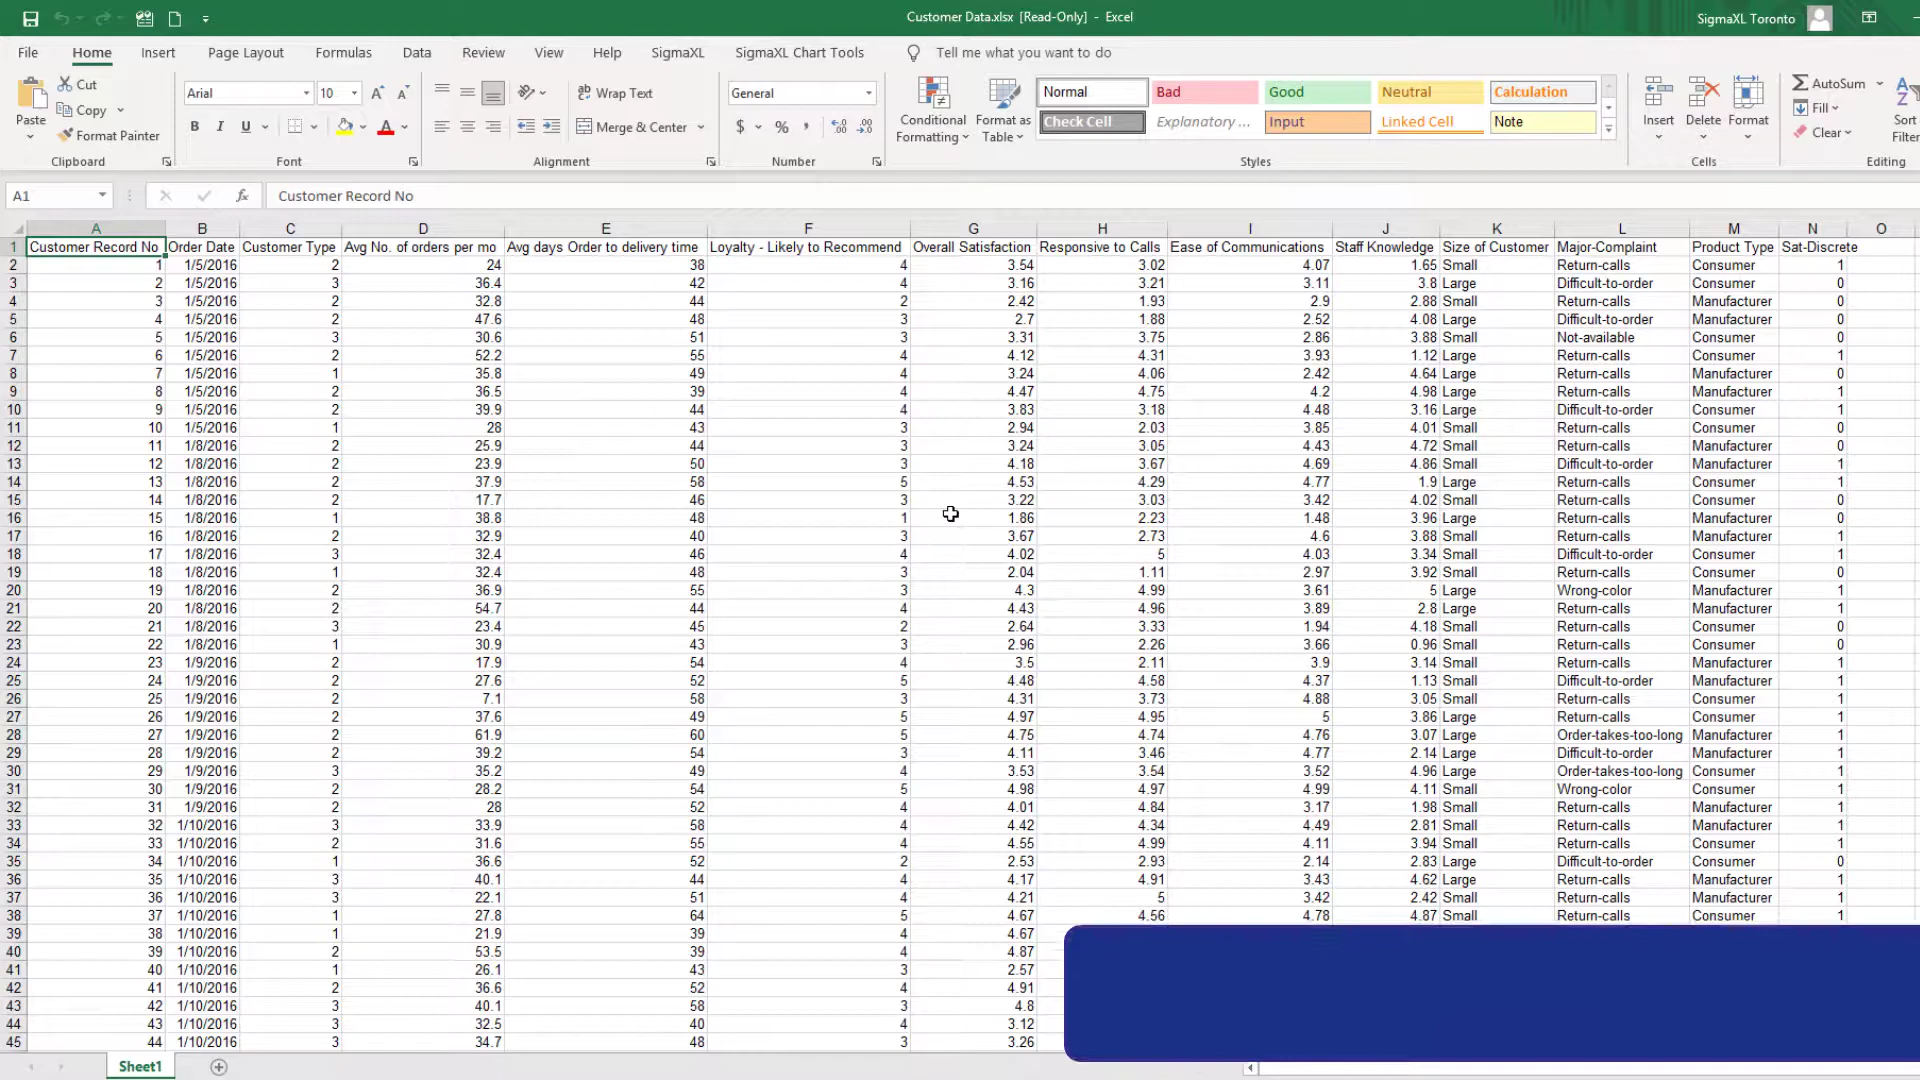 Customer Data.xlsx [Read-Only] - Excel
SigmaXL Toronto
File Home Insert Page Layout Formulas Data Review View Help SigmaXL SigmaXL Chart Tools Tell me what you want to do
Paste Cut Copy Format Painter Clipboard
Arial 10 B I U Font
Wrap Text Merge & Center Alignment
General $ % Number
Conditional Formatting Format as Table
Normal Bad Good Neutral Calculation
Check Cell Explanatory ... Input Linked Cell Note
Styles
Insert Delete Format Cells
AutoSum Fill Clear Sort Filter Editing
A1 fx Customer Record No
A B C D E F G H I J K L M N O
1 Customer Record No Order Date Customer Type Avg No. of orders per mo Avg days Order to delivery time Loyalty - Likely to Recommend Overall Satisfaction Responsive to Calls Ease of Communications Staff Knowledge Size of Customer Major-Complaint Product Type Sat-Discrete
2 1 1/5/2016 2 24 38 4 3.54 3.02 4.07 1.65 Small Return-calls Consumer 1
3 2 1/5/2016 3 36.4 42 4 3.16 3.21 3.11 3.8 Large Difficult-to-order Consumer 0
4 3 1/5/2016 2 32.8 44 2 2.42 1.93 2.9 2.88 Small Return-calls Manufacturer 0
5 4 1/5/2016 2 47.6 48 3 2.7 1.88 2.52 4.08 Large Difficult-to-order Manufacturer 0
6 5 1/5/2016 3 30.6 51 3 3.31 3.75 2.86 3.88 Small Not-available Consumer 0
7 6 1/5/2016 2 52.2 55 4 4.12 4.31 3.93 1.12 Large Return-calls Consumer 1
8 7 1/5/2016 1 35.8 49 4 3.24 4.06 2.42 4.64 Large Return-calls Manufacturer 0
9 8 1/5/2016 2 36.5 39 4 4.47 4.75 4.2 4.98 Large Return-calls Manufacturer 1
10 9 1/5/2016 2 39.9 44 4 3.83 3.18 4.48 3.16 Large Difficult-to-order Consumer 1
11 10 1/5/2016 1 28 43 3 2.94 2.03 3.85 4.01 Small Return-calls Consumer 0
12 11 1/8/2016 2 25.9 44 3 3.24 3.05 4.43 4.72 Small Return-calls Manufacturer 0
13 12 1/8/2016 2 23.9 50 3 4.18 3.67 4.69 4.86 Small Difficult-to-order Manufacturer 1
14 13 1/8/2016 2 37.9 58 5 4.53 4.29 4.77 1.9 Large Return-calls Manufacturer 1
15 14 1/8/2016 2 17.7 46 3 3.22 3.03 3.42 4.02 Small Return-calls Consumer 0
16 15 1/8/2016 1 38.8 48 1 1.86 2.23 1.48 3.96 Large Return-calls Manufacturer 0
17 16 1/8/2016 2 32.9 40 3 3.67 2.73 4.6 3.88 Small Return-calls Manufacturer 1
18 17 1/8/2016 3 32.4 46 4 4.02 5 4.03 3.34 Small Difficult-to-order Consumer 1
19 18 1/8/2016 1 32.4 48 3 2.04 1.11 2.97 3.92 Small Return-calls Consumer 0
20 19 1/8/2016 2 36.9 55 3 4.3 4.99 3.61 5 Large Wrong-color Manufacturer 1
21 20 1/8/2016 2 54.7 44 4 4.43 4.96 3.89 2.8 Large Return-calls Manufacturer 1
22 21 1/8/2016 3 23.4 45 2 2.64 3.33 1.94 4.18 Small Return-calls Consumer 0
23 22 1/8/2016 1 30.9 43 3 2.96 2.26 3.66 0.96 Small Return-calls Consumer 0
24 23 1/9/2016 2 17.9 54 4 3.5 2.11 3.9 3.14 Small Return-calls Manufacturer 1
25 24 1/9/2016 2 27.6 52 5 4.48 4.58 4.37 1.13 Small Difficult-to-order Manufacturer 1
26 25 1/9/2016 2 7.1 58 3 4.31 3.73 4.88 3.05 Small Return-calls Consumer 1
27 26 1/9/2016 2 37.6 49 5 4.97 4.95 5 3.86 Large Return-calls Consumer 1
28 27 1/9/2016 2 61.9 60 5 4.75 4.74 4.76 3.07 Large Order-takes-too-long Manufacturer 1
29 28 1/9/2016 2 39.2 54 3 4.11 3.46 4.77 2.14 Large Difficult-to-order Manufacturer 1
30 29 1/9/2016 3 35.2 49 4 3.53 3.54 3.52 4.96 Large Order-takes-too-long Consumer 1
31 30 1/9/2016 2 28.2 54 5 4.98 4.97 4.99 4.11 Small Wrong-color Consumer 1
32 31 1/9/2016 2 28 52 4 4.01 4.84 3.17 1.98 Small Return-calls Manufacturer 1
33 32 1/10/2016 3 33.9 58 4 4.42 4.34 4.49 2.81 Small Return-calls Manufacturer 1
34 33 1/10/2016 2 31.6 55 4 4.55 4.99 4.11 3.94 Small Return-calls Consumer 1
35 34 1/10/2016 1 36.6 52 2 2.53 2.93 2.14 2.83 Large Difficult-to-order Consumer 0
36 35 1/10/2016 3 40.1 44 4 4.17 4.91 3.43 4.62 Large Return-calls Manufacturer 1
37 36 1/10/2016 3 22.1 51 4 4.21 5 3.42 2.42 Small Return-calls Manufacturer 1
38 37 1/10/2016 1 27.8 64 5 4.67 4.56 4.78 4.87 Small Return-calls Consumer 1
39 38 1/10/2016 1 21.9 39 4 4.67
40 39 1/10/2016 2 53.5 39 4 4.87
41 40 1/10/2016 1 26.1 43 3 2.57
42 41 1/10/2016 2 36.6 52 4 4.91
43 42 1/10/2016 3 40.1 58 3 4.8
44 43 1/10/2016 3 32.5 40 4 3.12
45 44 1/10/2016 3 34.7 48 3 3.26
Sheet1